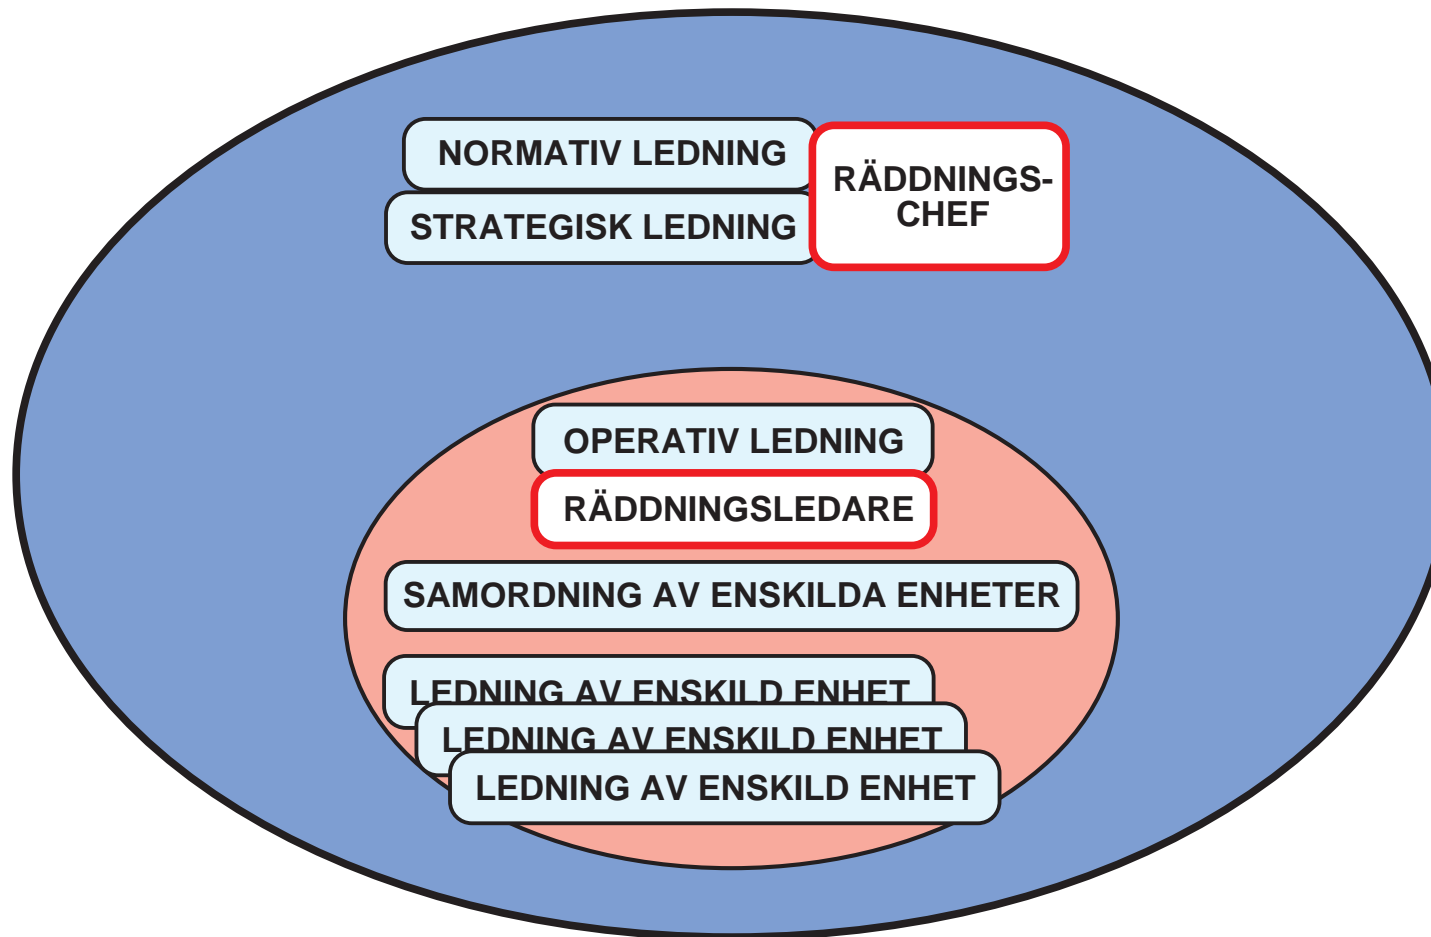 NORMATIV LEDNING
STRATEGISK LEDNING
RÄDDNINGS-
CHEF
OPERATIV LEDNING
RÄDDNINGSLEDARE
SAMORDNING AV ENSKILDA ENHETER
LEDNING AV ENSKILD ENHET
LEDNING AV ENSKILD ENHET
LEDNING AV ENSKILD ENHET